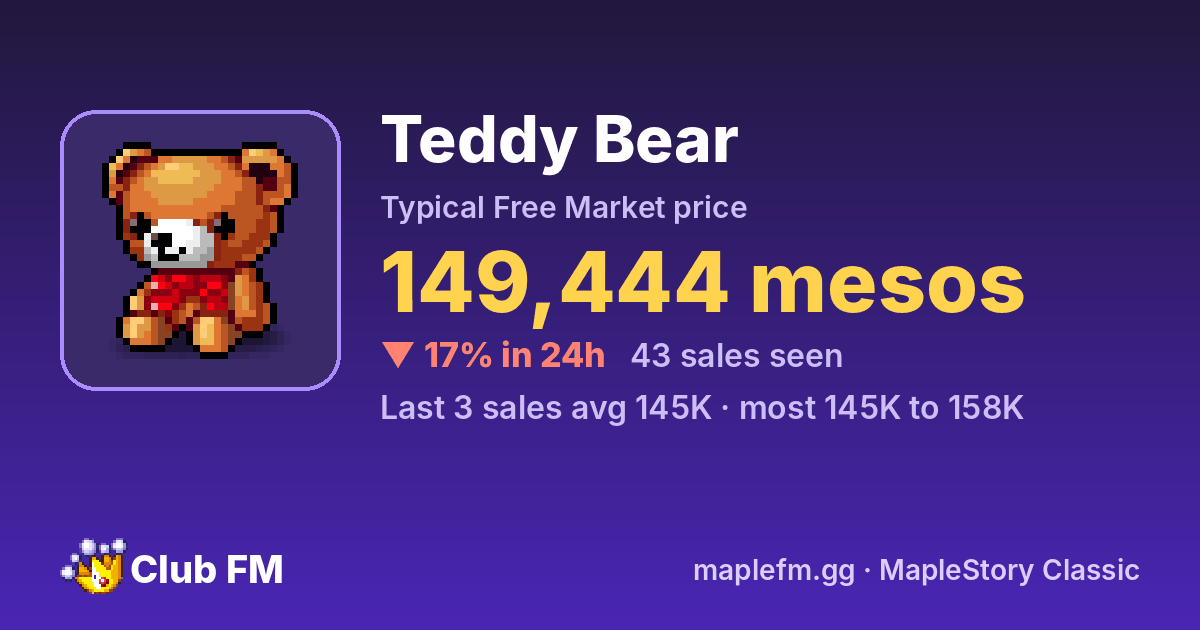 Teddy Bear
Typical Free Market price
149,444 mesos
▼ 17% in 24h 43 sales seen
Last 3 sales avg 145K · most 145K to 158K
Club FM
maplefm.gg · MapleStory Classic